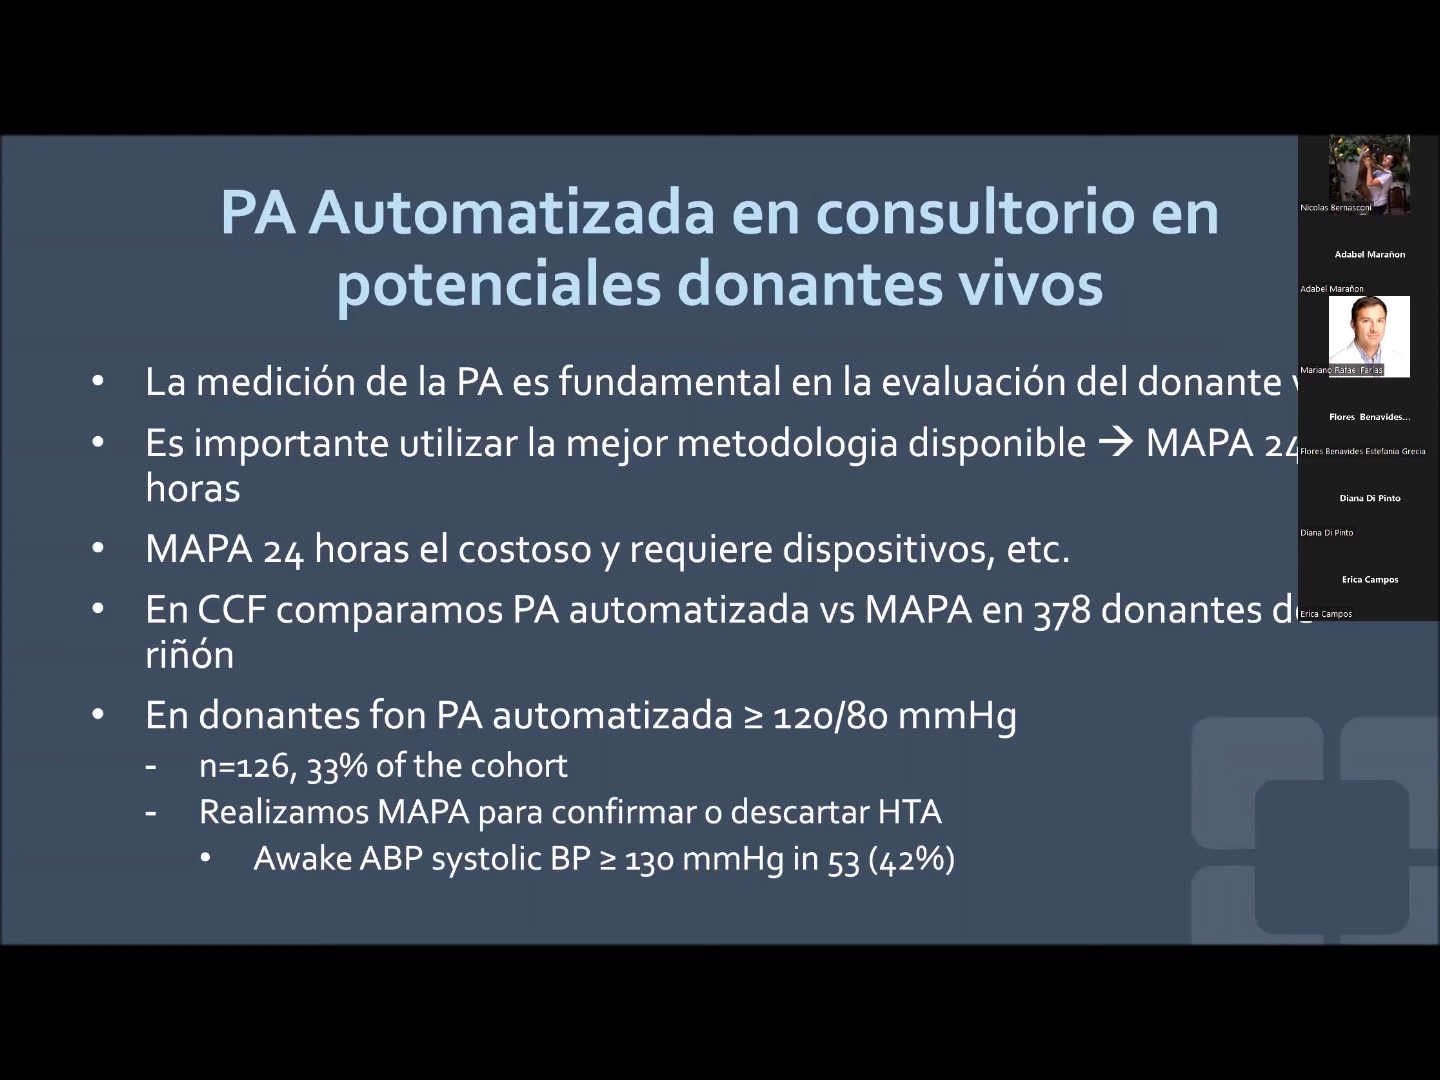 PA Automatizada en consultorio en
potenciales donantes vivos
• La medición de la PA es fundamental en la evaluación del donante
• Es importante utilizar la mejor metodologia disponible → MAPA 24
horas
• MAPA 24 horas el costoso y requiere dispositivos, etc.
• En CCF comparamos PA automatizada vs MAPA en 378 donantes de
riñón
• En donantes fon PA automatizada ≥ 120/80 mmHg
- n=126, 33% of the cohort
- Realizamos MAPA para confirmar o descartar HTA
• Awake ABP systolic BP ≥ 130 mmHg in 53 (42%)
Nicolas Bernasconi
Adabel Marañon
Adabel Marañon
Mariano Rafael Farias
Flores Benavides...
Flores Benavides Estefania Grecia
Diana Di Pinto
Diana Di Pinto
Erica Campos
Erica Campos